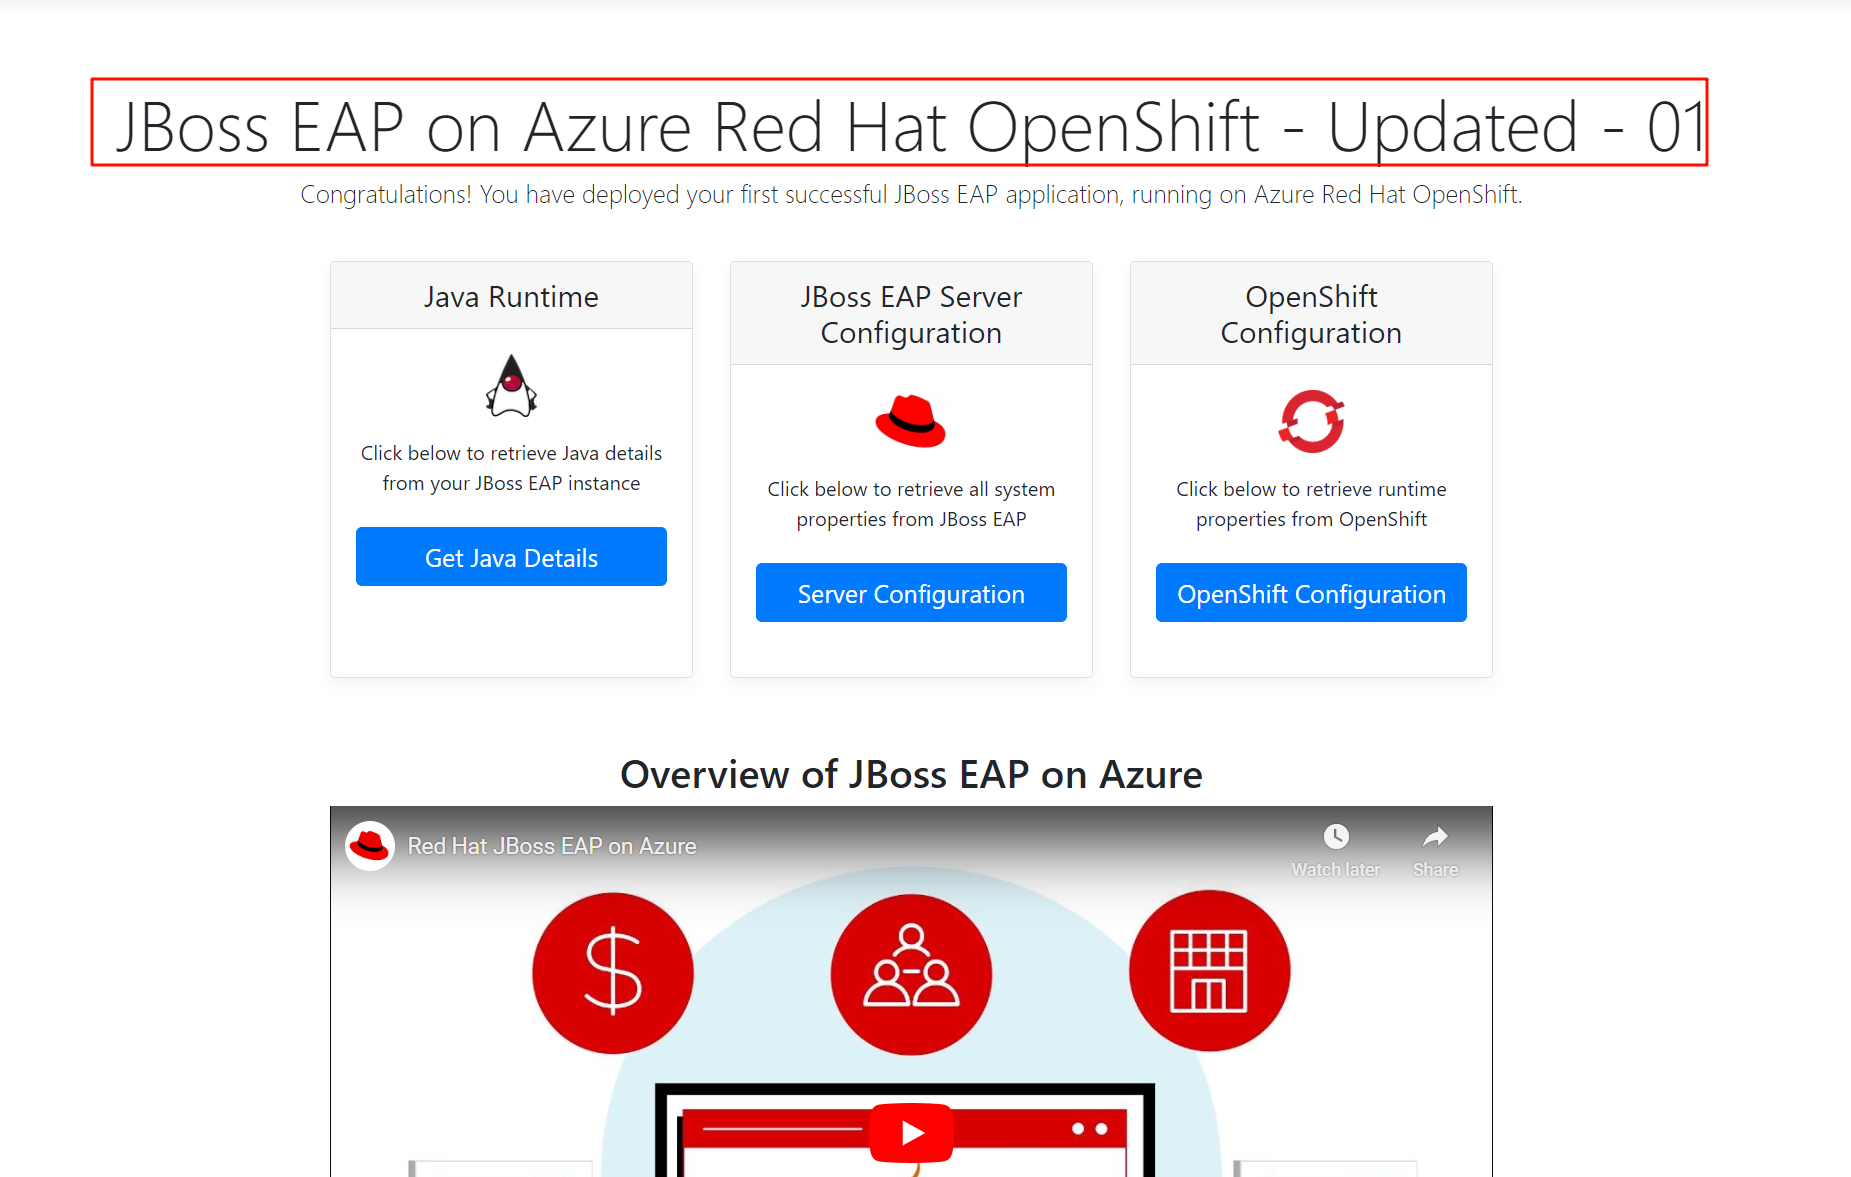 JBoss EAP on Azure Red Hat OpenShift - Updated - 01
Congratulations! You have deployed your first successful JBoss EAP application, running on Azure Red Hat OpenShift.
Java Runtime
Click below to retrieve Java details
from your JBoss EAP instance
Get Java Details
JBoss EAP Server
Configuration
Click below to retrieve all system
properties from JBoss EAP
Server Configuration
OpenShift
Configuration
Click below to retrieve runtime
properties from OpenShift
OpenShift Configuration
Overview of JBoss EAP on Azure
Red Hat JBoss EAP on Azure
Watch later
Share
$